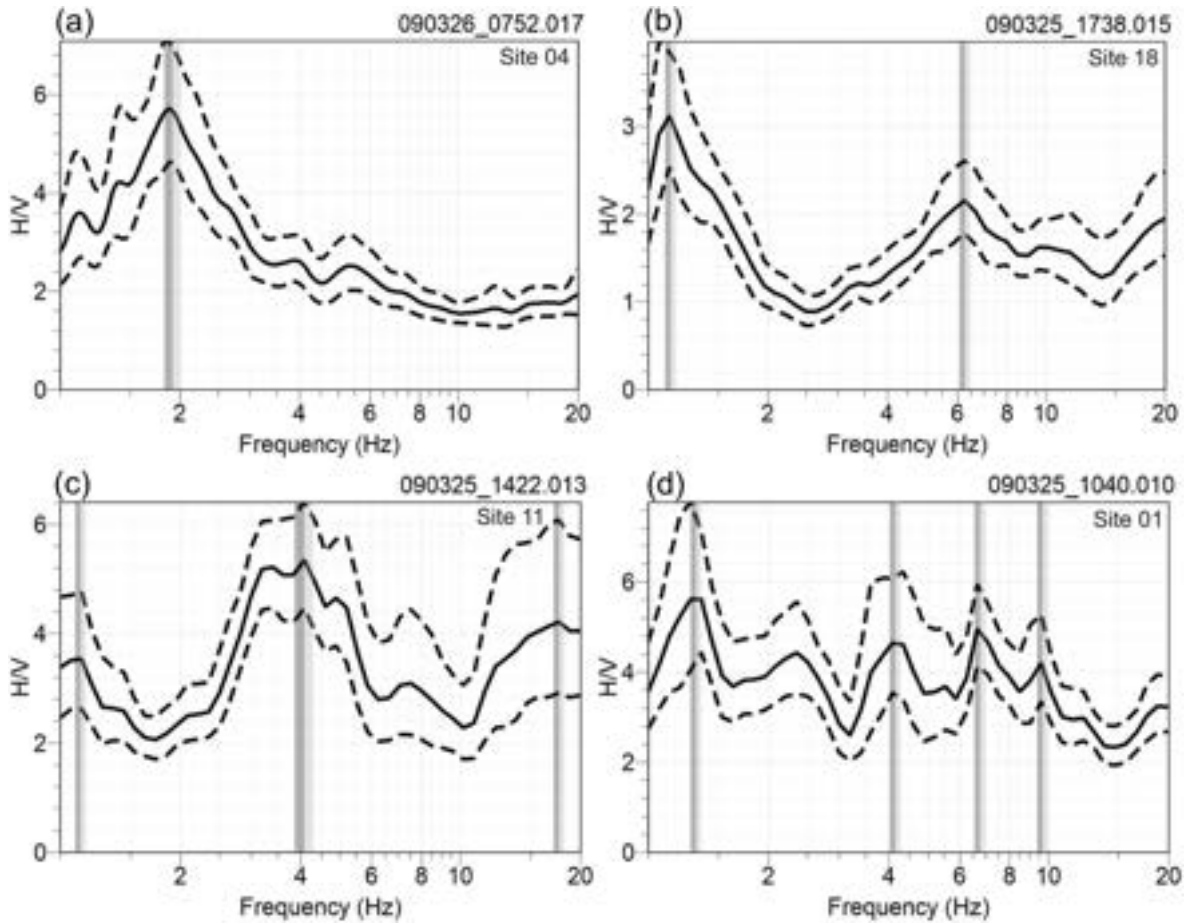 (a) 090326_0752.017
Site 04
H/V
6
4
2
0
2 4 6 8 10 20
Frequency (Hz)
(b) 090325_1738.015
Site 18
H/V
3
2
1
0
2 4 6 8 10 20
Frequency (Hz)
(c) 090325_1422.013
Site 11
H/V
6
4
2
0
2 4 6 8 10 20
Frequency (Hz)
(d) 090325_1040.010
Site 01
H/V
6
4
2
0
2 4 6 8 10 20
Frequency (Hz)